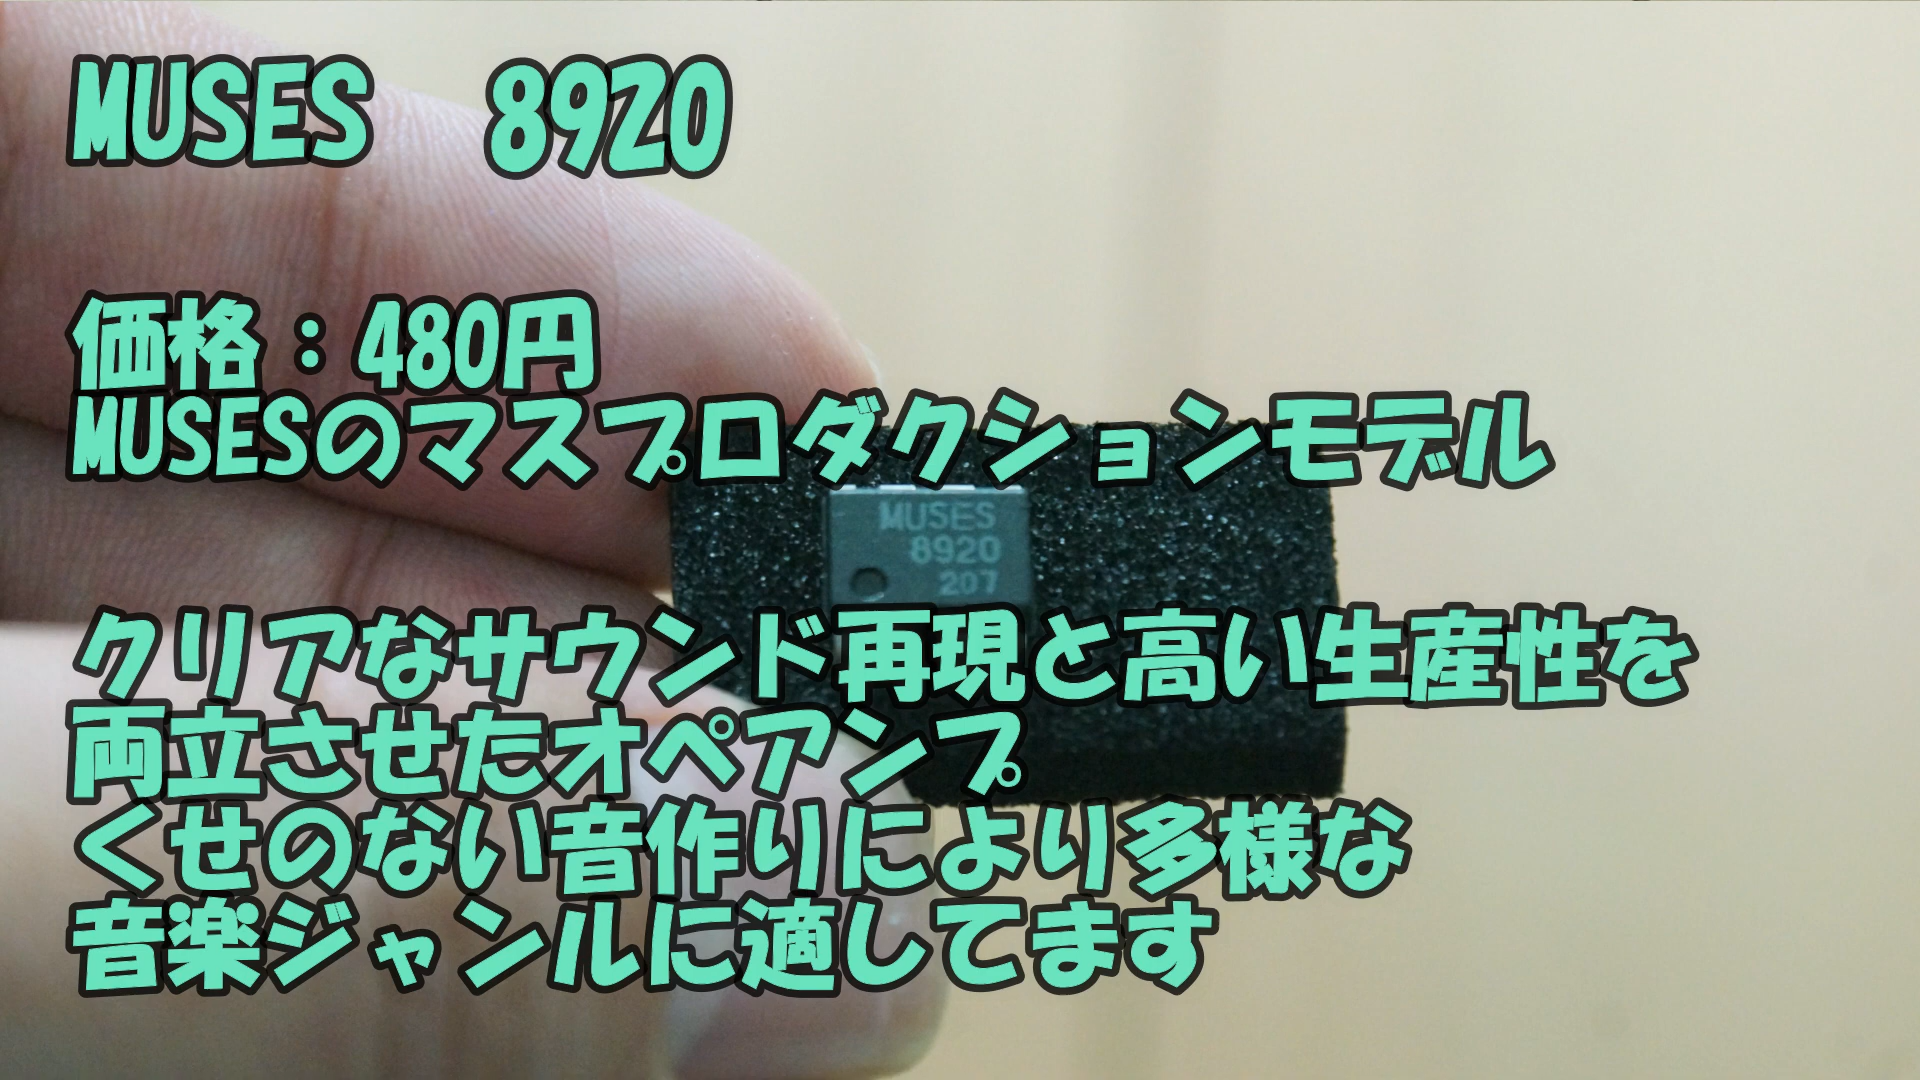 MUSES　8920
価格：480円
MUSESのマスプロダクションモデル
MUSES
8920
207
クリアなサウンド再現と高い生産性を
両立させたオペアンプ
くせのない音作りにより多様な
音楽ジャンルに適してます